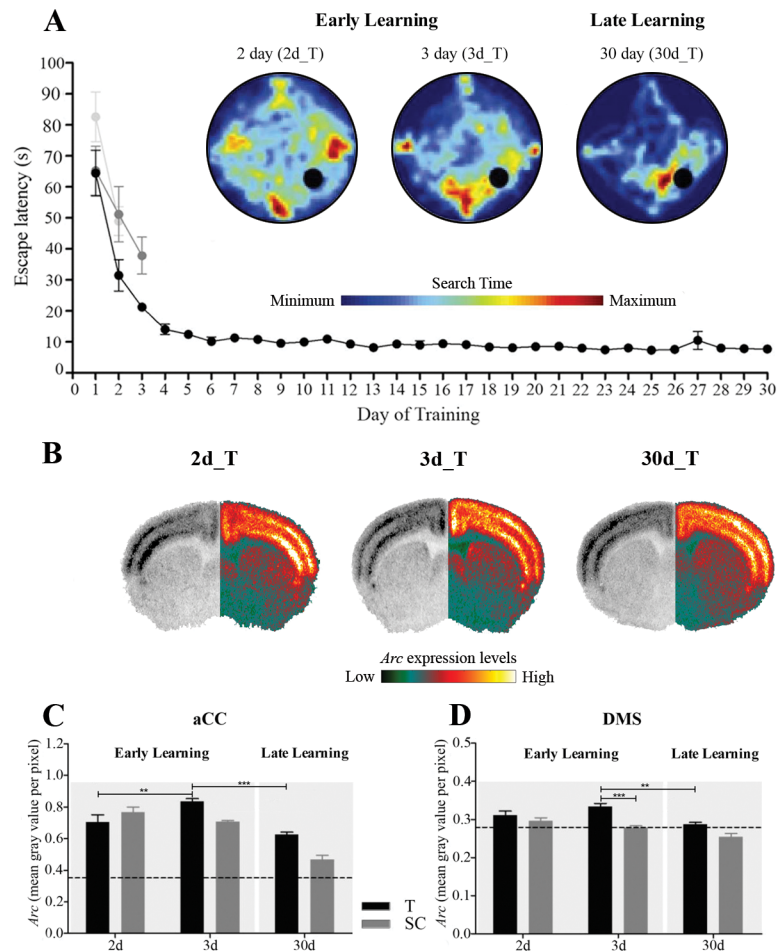 A
Early Learning
Late Learning
2 day (2d_T)
3 day (3d_T)
30 day (30d_T)
Escape latency (s)
100
90
80
70
60
50
40
30
20
10
0
Search Time
Minimum
Maximum
0 1 2 3 4 5 6 7 8 9 10 11 12 13 14 15 16 17 18 19 20 21 22 23 24 25 26 27 28 29 30
Day of Training
B
2d_T
3d_T
30d_T
Arc expression levels
Low
High
C
aCC
Arc (mean gray value per pixel)
1.2
1.0
0.8
0.6
0.4
0.2
0.0
Early Learning
Late Learning
**
***
2d
3d
30d
T
SC
D
DMS
Arc (mean gray value per pixel)
0.5
0.4
0.3
0.2
0.1
0.0
Early Learning
Late Learning
**
***
2d
3d
30d